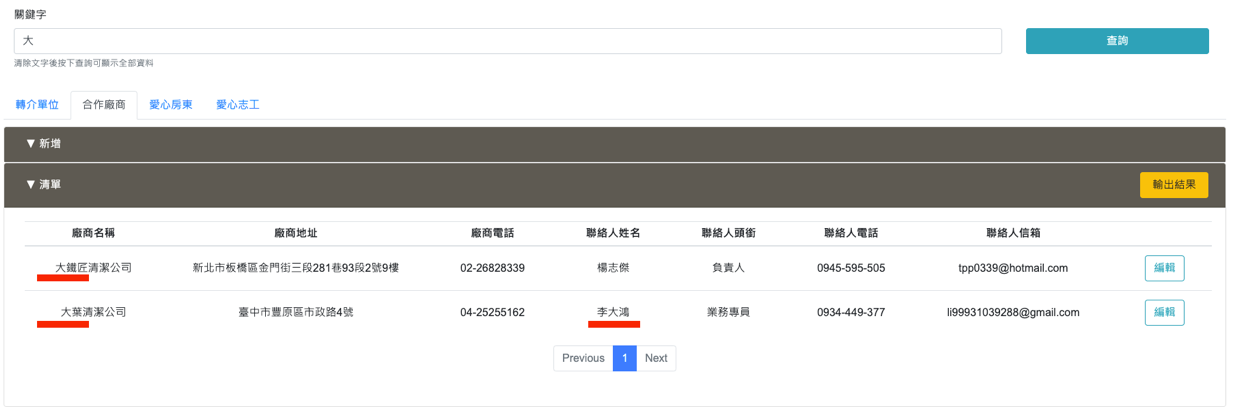 關鍵字
大
查詢
清除文字後按下查詢可顯示全部資料
轉介單位 合作廠商 愛心房東 愛心志工
▼ 新增
▼ 清單 輸出結果
廠商名稱 廠商地址 廠商電話 聯絡人姓名 聯絡人頭銜 聯絡人電話 聯絡人信箱
大鐵匠清潔公司 新北市板橋區金門街三段281巷93段2號9樓 02-26828339 楊志傑 負責人 0945-595-505 tpp0339@hotmail.com 編輯
大葉清潔公司 臺中市豐原區市政路4號 04-25255162 李大鴻 業務專員 0934-449-377 li99931039288@gmail.com 編輯
Previous 1 Next